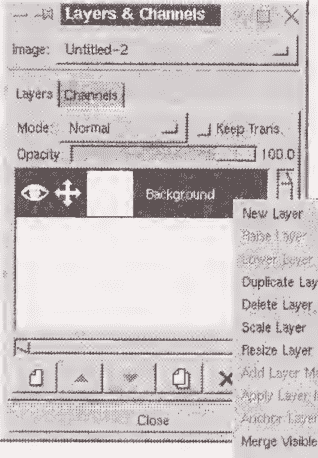 Layers & Channels
Image: Untitled-2
Layers Channels
Mode: Normal Keep Trans.
Opacity: 100.0
Background
New Layer
Raise Layer
Lower Layer
Duplicate Lay
Delete Layer
Scale Layer
Resize Layer
Add Layer M
Apply Layer
Anchor Layer
Close
Merge Visible